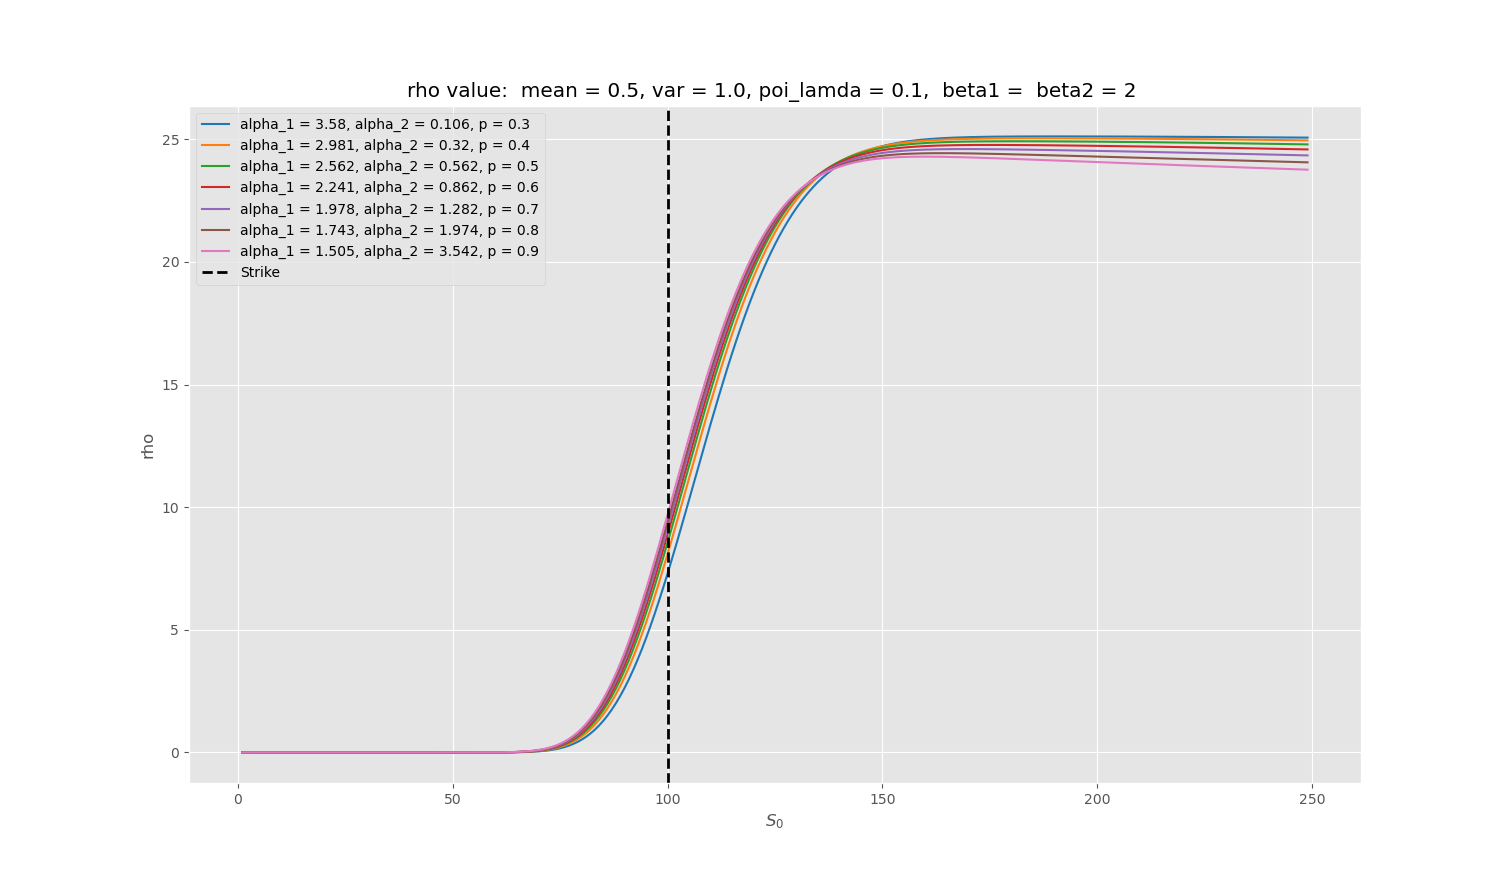 rho value:  mean = 0.5, var = 1.0, poi_lamda = 0.1,  beta1 =  beta2 = 2
alpha_1 = 3.58, alpha_2 = 0.106, p = 0.3
alpha_1 = 2.981, alpha_2 = 0.32, p = 0.4
alpha_1 = 2.562, alpha_2 = 0.562, p = 0.5
alpha_1 = 2.241, alpha_2 = 0.862, p = 0.6
alpha_1 = 1.978, alpha_2 = 1.282, p = 0.7
alpha_1 = 1.743, alpha_2 = 1.974, p = 0.8
alpha_1 = 1.505, alpha_2 = 3.542, p = 0.9
Strike
25
20
15
10
5
0
rho
0 50 100 150 200 250
S_0